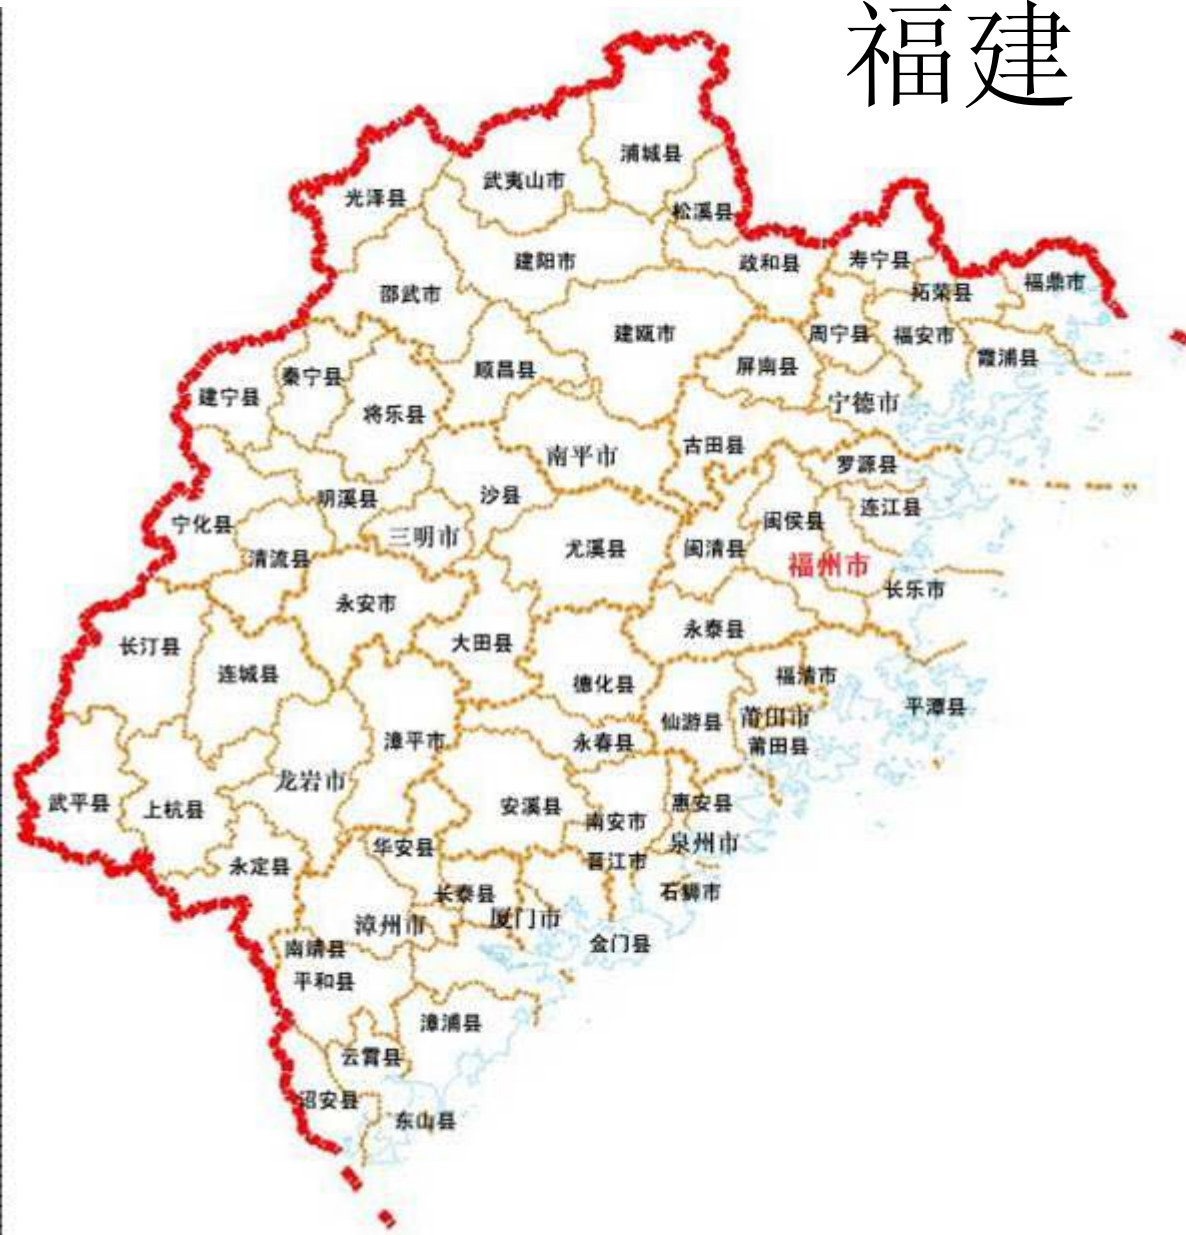 福建
浦城县
武夷山市
光泽县
松溪县
建阳市
政和县
寿宁县
福鼎市
邵武市
拓荣县
建瓯市
周宁县
福安市
霞浦县
顺昌县
屏南县
秦宁县
建宁县
将乐县
宁德市
古田县
南平市
罗源县
明溪县
沙县
连江县
宁化县
闽侯县
三明市
尤溪县
闽清县
清流县
福州市
长乐市
永安市
永泰县
大田县
长汀县
连城县
福清市
德化县
平潭县
仙游县
莆田市
漳平市
永春县
莆田县
龙岩市
武平县
上杭县
安溪县
惠安县
南安市
泉州市
华安县
晋江市
永定县
长泰县
石狮市
厦门市
漳州市
金门县
南靖县
平和县
漳浦县
云霄县
诏安县
东山县